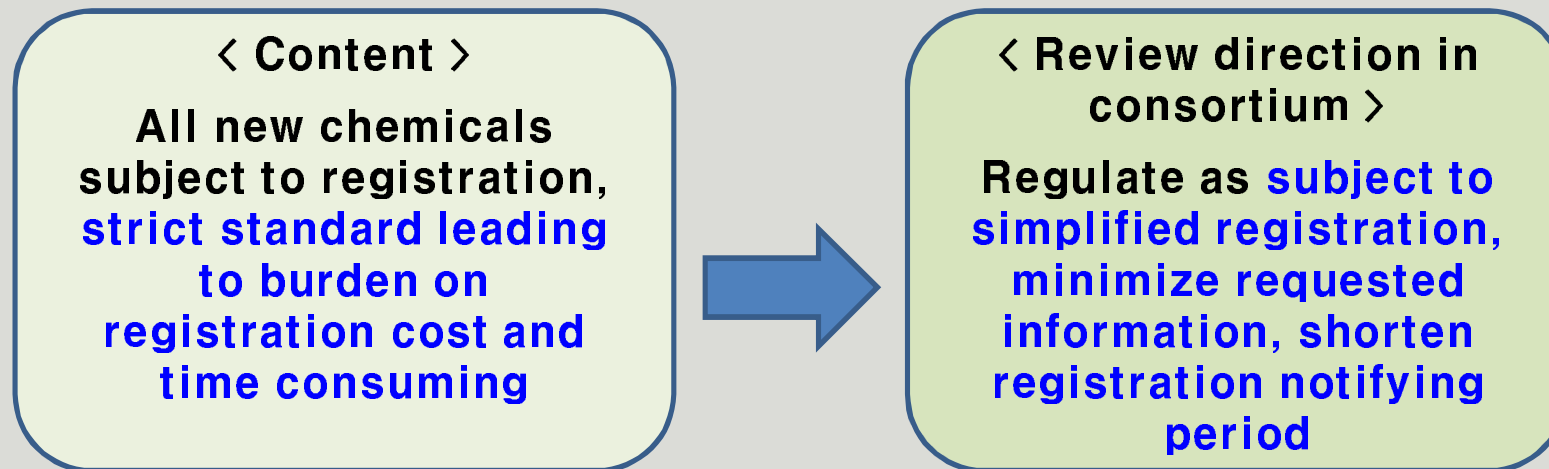 < Content >
All new chemicals
subject to registration,
strict standard leading
to burden on
registration cost and
time consuming
< Review direction in
consortium >
Regulate as subject to
simplified registration,
minimize requested
information, shorten
registration notifying
period